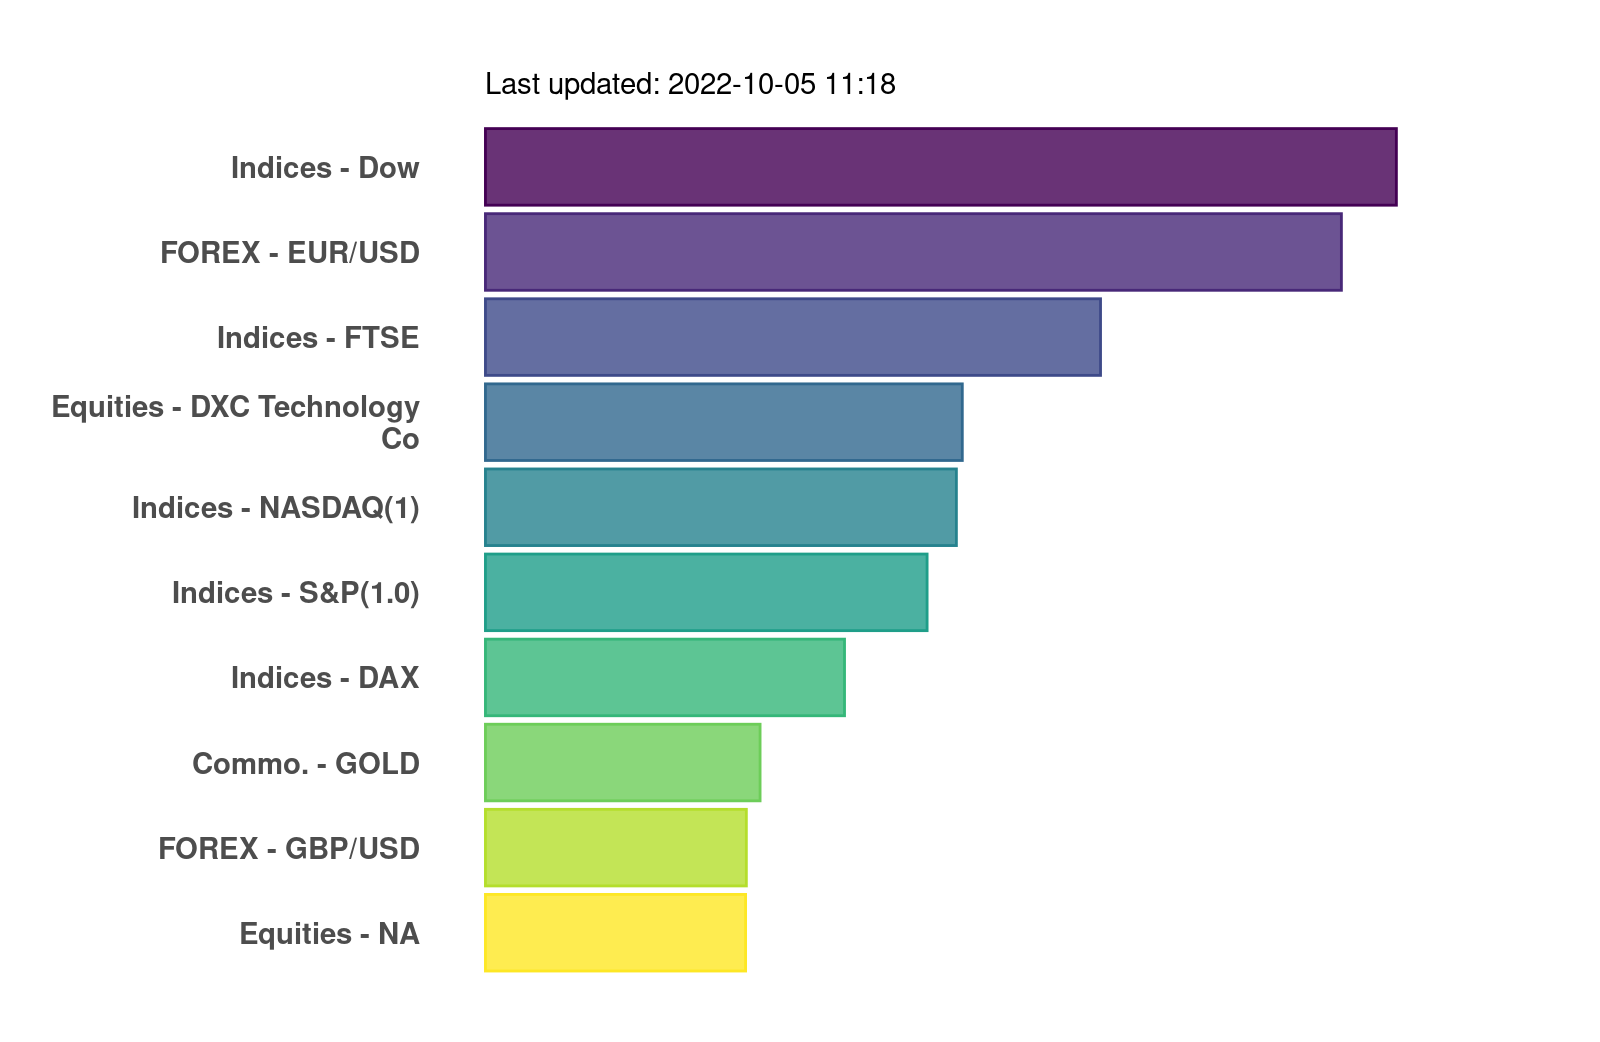 Last updated: 2022-10-05 11:18
Indices - Dow
FOREX - EUR/USD
Indices - FTSE
Equities - DXC Technology
Co
Indices - NASDAQ(1)
Indices - S&P(1.0)
Indices - DAX
Commo. - GOLD
FOREX - GBP/USD
Equities - NA